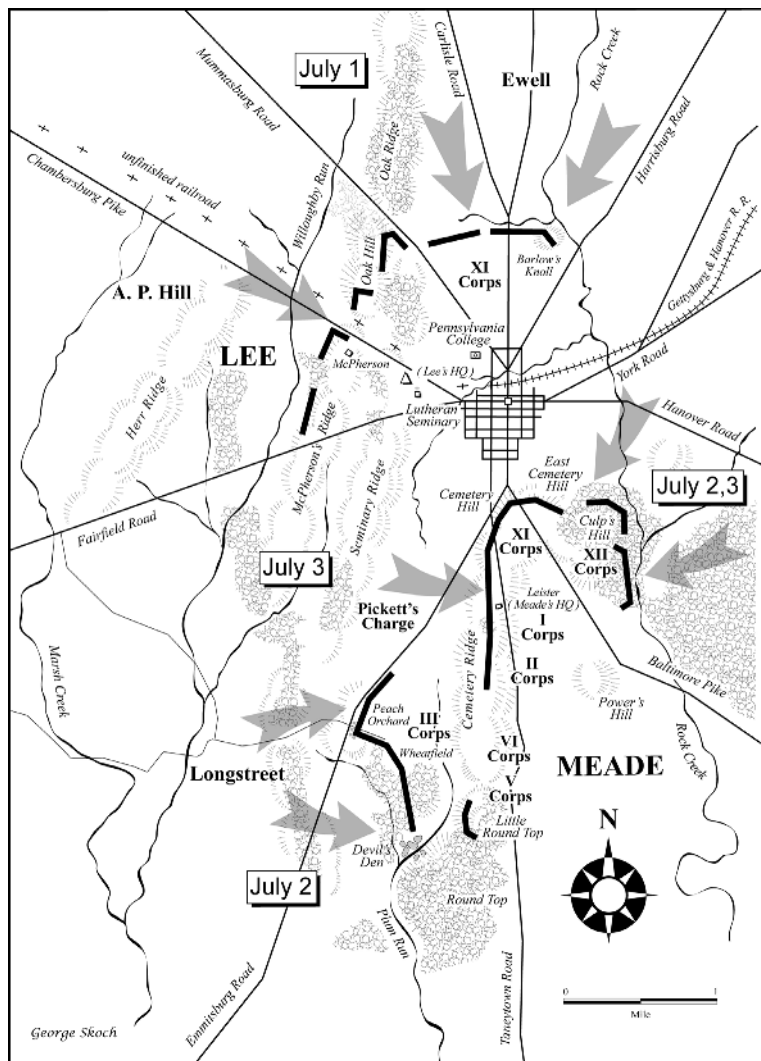 July 1
Mummasburg Road
Carlisle Road
Ewell
Rock Creek
Harrisburg Road
Oak Ridge
unfinished railroad
Chambersburg Pike
Willoughby Run
Gettysburg & Hanover R. R.
Oak Hill
XI
Corps
Barlow's
Knoll
A. P. Hill
Pennsylvania
College
LEE
McPherson
( Lee's HQ )
York Road
Lutheran
Seminary
Hanover Road
Herr Ridge
McPherson's Ridge
Seminary Ridge
East
Cemetery
Hill
Cemetery
Hill
July 2,3
Culp's
Hill
Fairfield Road
XI
Corps
XII
Corps
July 3
Pickett's
Charge
Leister
( Meade's HQ )
I
Corps
II
Corps
Cemetery Ridge
Marsh Creek
Baltimore Pike
Power's
Hill
Rock Creek
Peach
Orchard
III
Corps
Wheatfield
VI
Corps
MEADE
Longstreet
V
Corps
Little
Round Top
N
Devil's
Den
July 2
Round Top
Plum Run
Emmitsburg Road
Taneytown Road
0
1
Mile
George Skoch